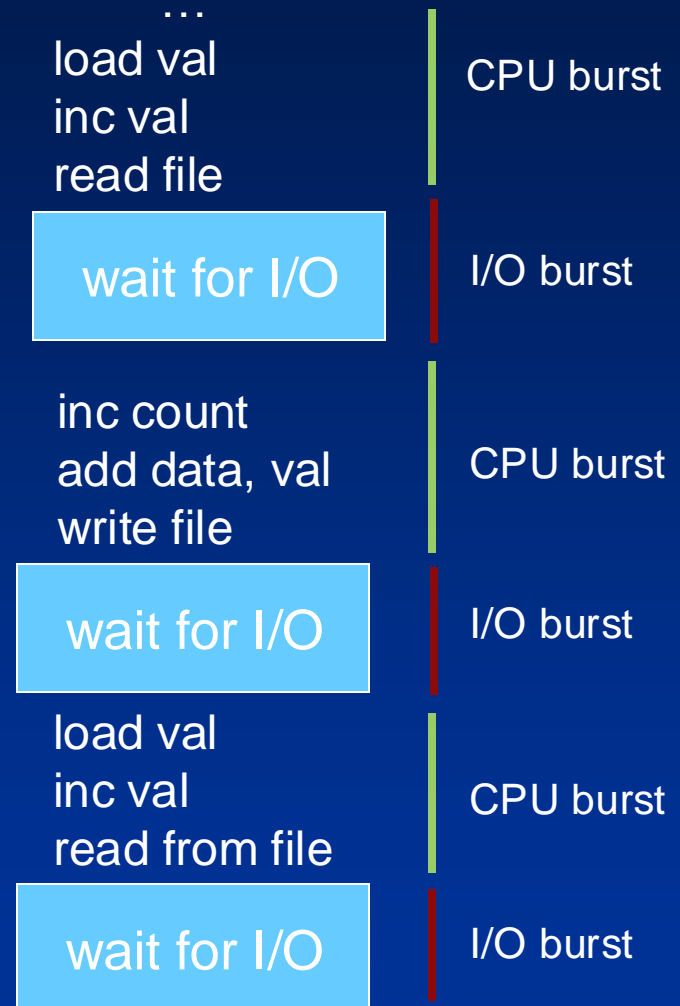 ...
load val
CPU burst
inc val
read file
wait for I/O
I/O burst
inc count
add data, val
CPU burst
write file
wait for I/O
I/O burst
load val
inc val
CPU burst
read from file
wait for I/O
I/O burst